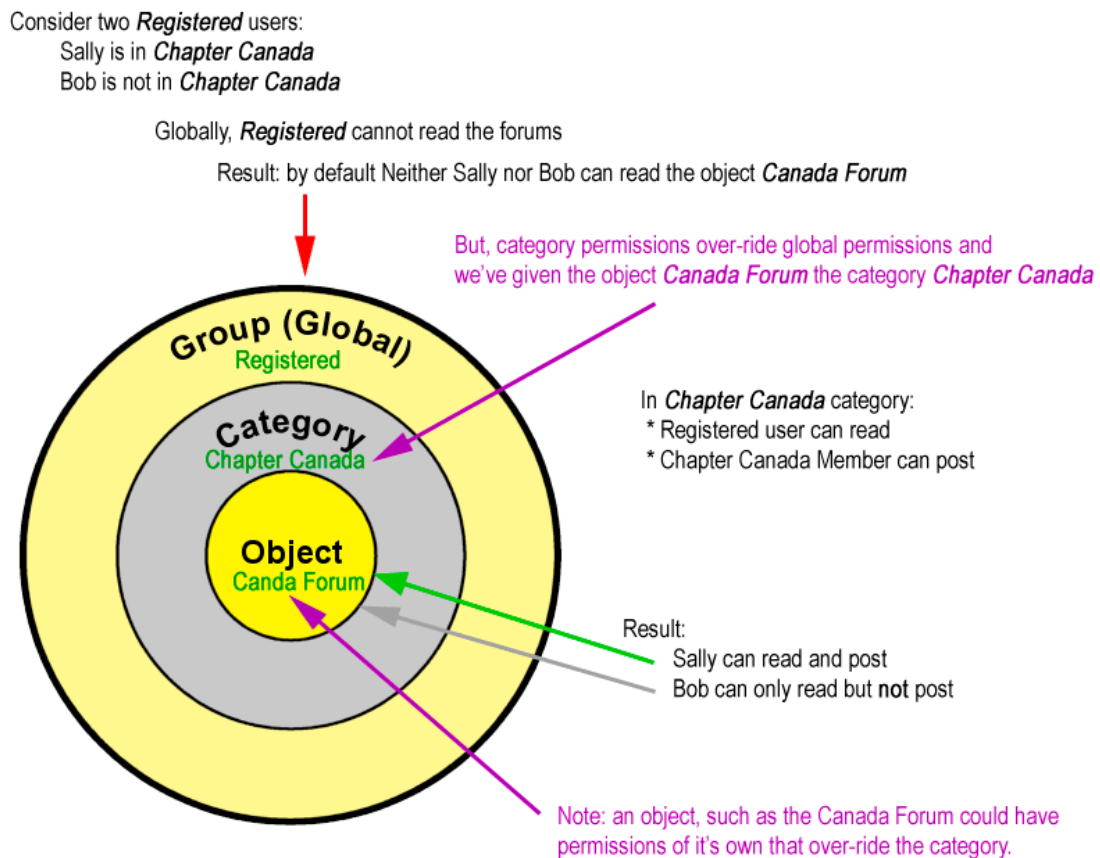 Consider two Registered users:
Sally is in Chapter Canada
Bob is not in Chapter Canada
Globally, Registered cannot read the forums
Result: by default Neither Sally nor Bob can read the object Canada Forum
But, category permissions over-ride global permissions and
we've given the object Canada Forum the category Chapter Canada
Group (Global)
Registered
Category
Chapter Canada
Object
Canda Forum
In Chapter Canada category:
* Registered user can read
* Chapter Canada Member can post
Result:
Sally can read and post
Bob can only read but not post
Note: an object, such as the Canada Forum could have
permissions of it's own that over-ride the category.